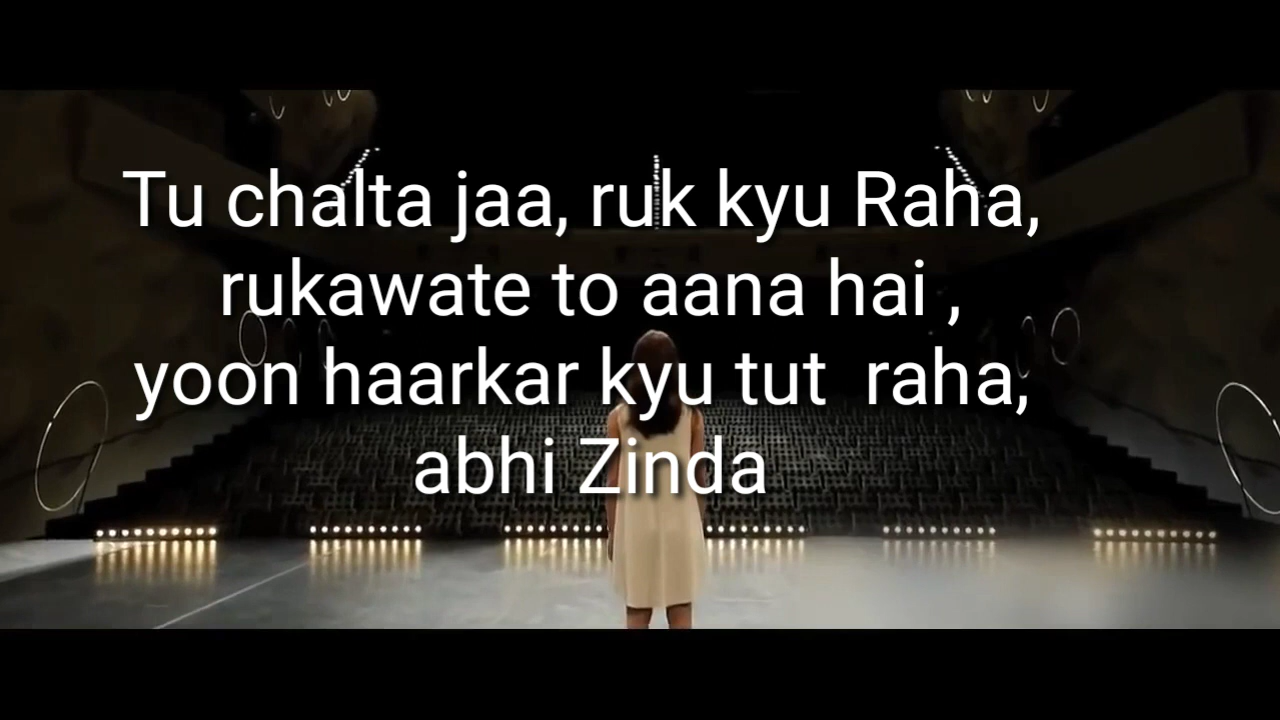 Tu chalta jaa, ruk kyu Raha,
rukawate to aana hai ,
yoon haarkar kyu tut  raha,
abhi Zinda